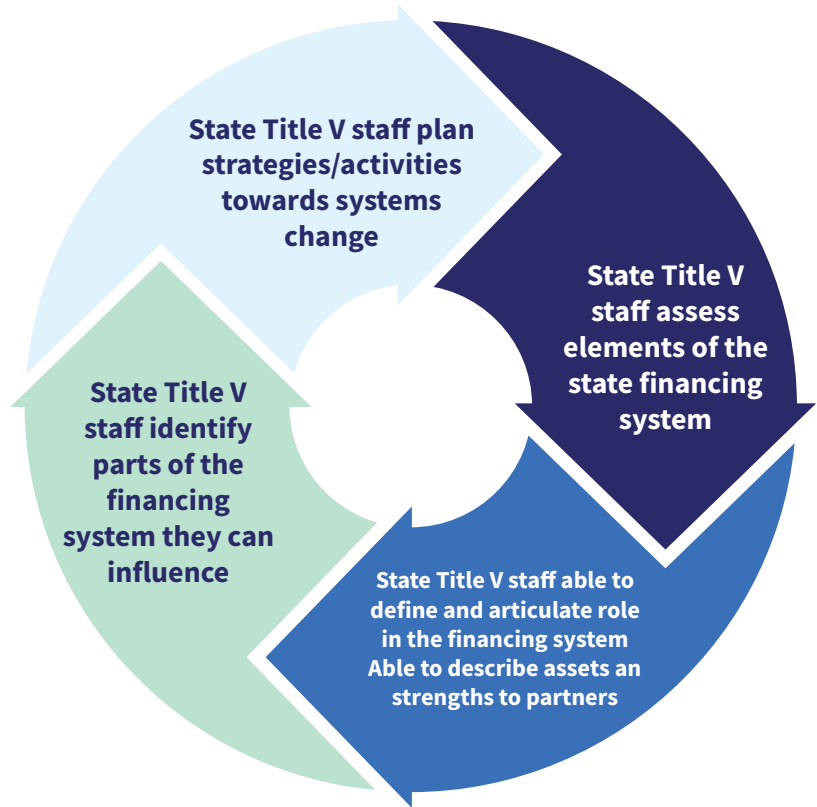 State Title V staff plan
strategies/activities
towards systems
change
State Title V
staff assess
elements of the
state financing
system
State Title V staff able to
define and articulate role
in the financing system
Able to describe assets an
strengths to partners
State Title V
staff identify
parts of the
financing
system they can
influence